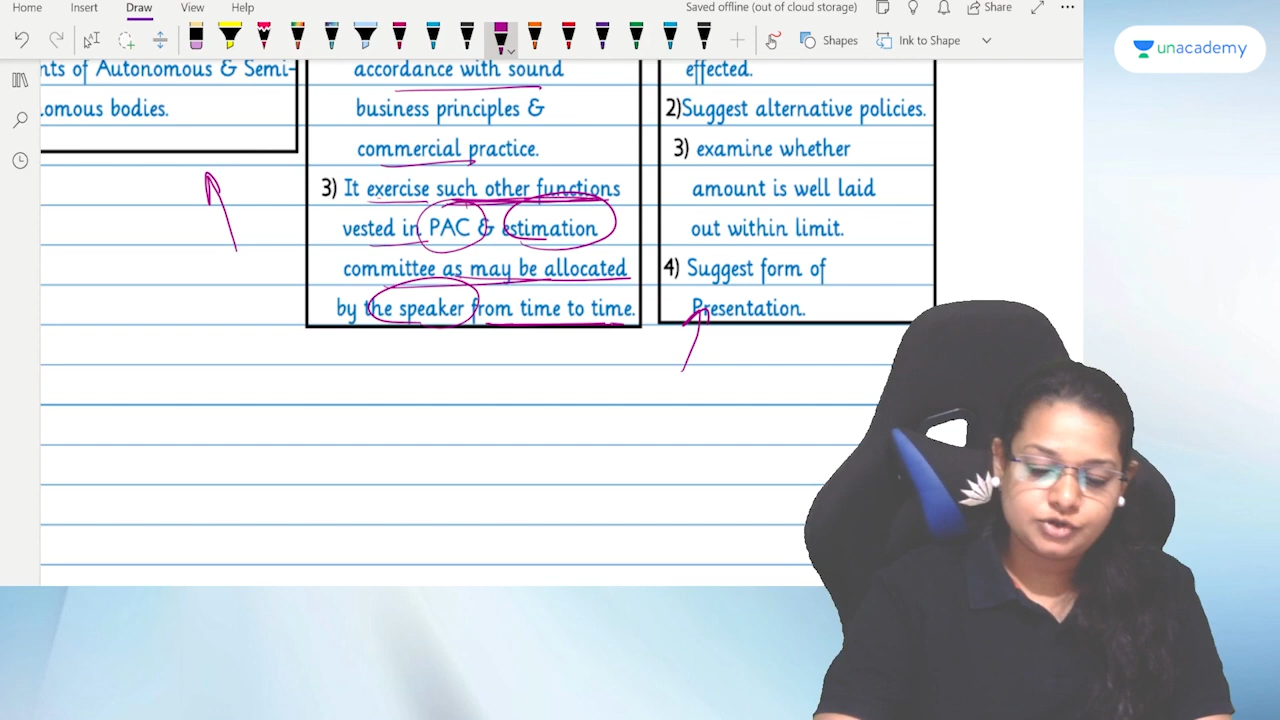 Home Insert Draw View Help Saved offline (out of cloud storage) Share
Shapes Ink to Shape
unacademy
nts of Autonomous & Semi-
omous bodies.
accordance with sound
business principles &
commercial practice.
3) It exercise such other functions
vested in PAC & estimation
committee as may be allocated
by the speaker from time to time.
effected.
2)Suggest alternative policies.
3) examine whether
amount is well laid
out within limit.
4) Suggest form of
Presentation.